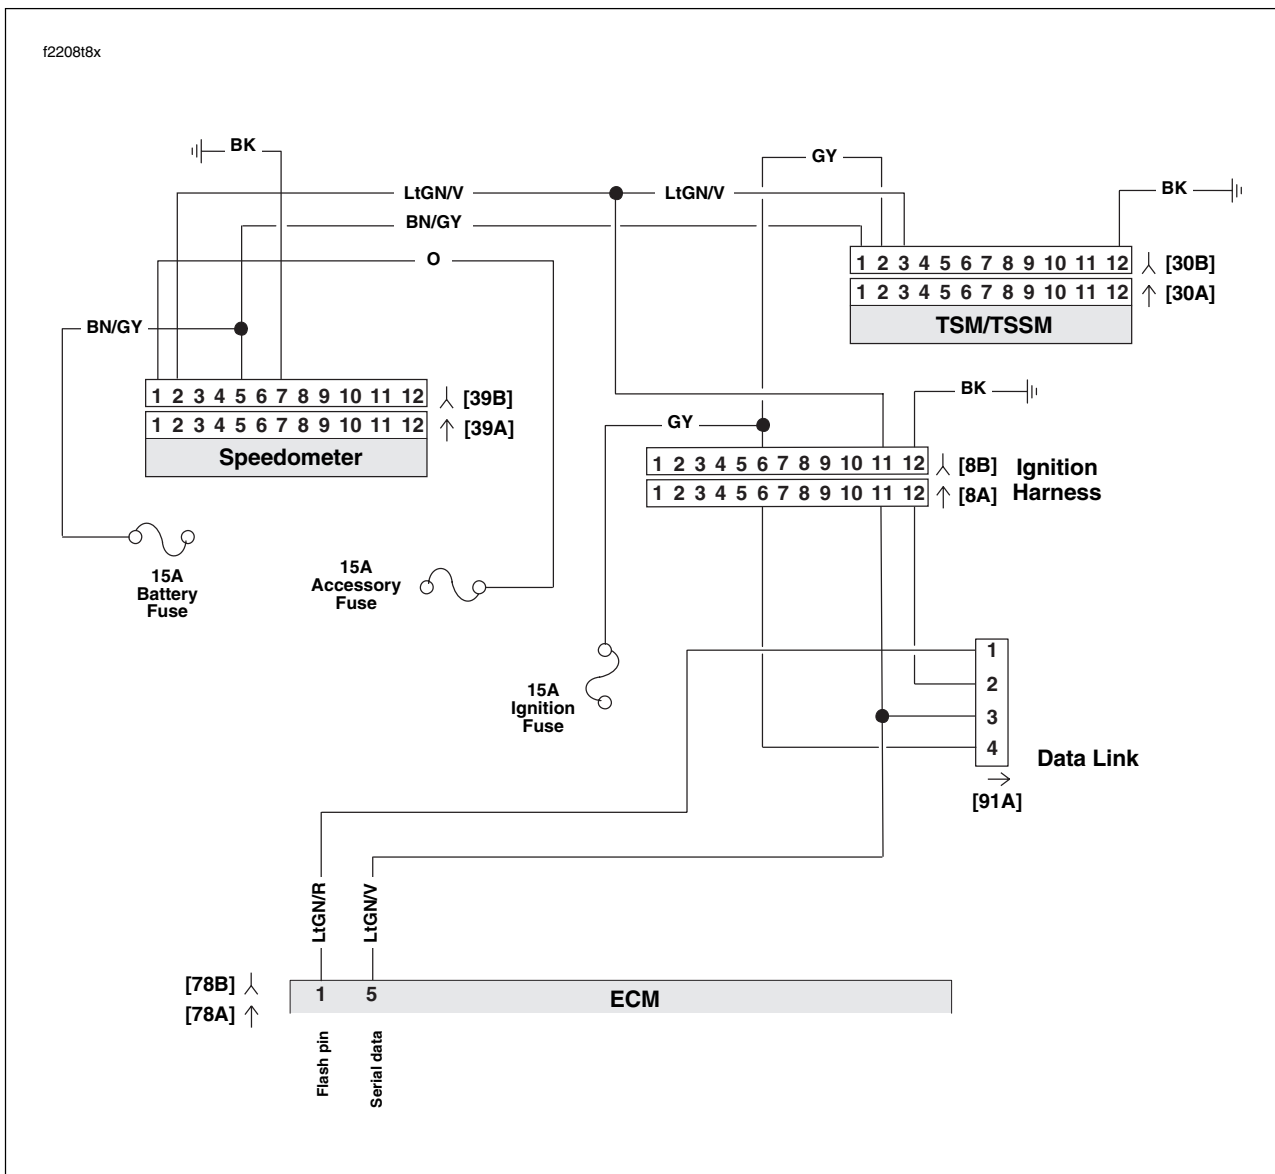 f2208t8x
BK
GY
LtGN/V
LtGN/V
BK
BN/GY
O
1 2 3 4 5 6 7 8 9 10 11 12 [30B]
1 2 3 4 5 6 7 8 9 10 11 12 [30A]
TSM/TSSM
BN/GY
1 2 3 4 5 6 7 8 9 10 11 12 [39B]
1 2 3 4 5 6 7 8 9 10 11 12 [39A]
Speedometer
BK
GY
1 2 3 4 5 6 7 8 9 10 11 12 [8B]
1 2 3 4 5 6 7 8 9 10 11 12 [8A]
Ignition
Harness
15A
Battery
Fuse
15A
Accessory
Fuse
15A
Ignition
Fuse
1
2
3
4
Data Link
[91A]
LtGN/R
LtGN/V
[78B]
[78A]
1 5 ECM
Flash pin
Serial data